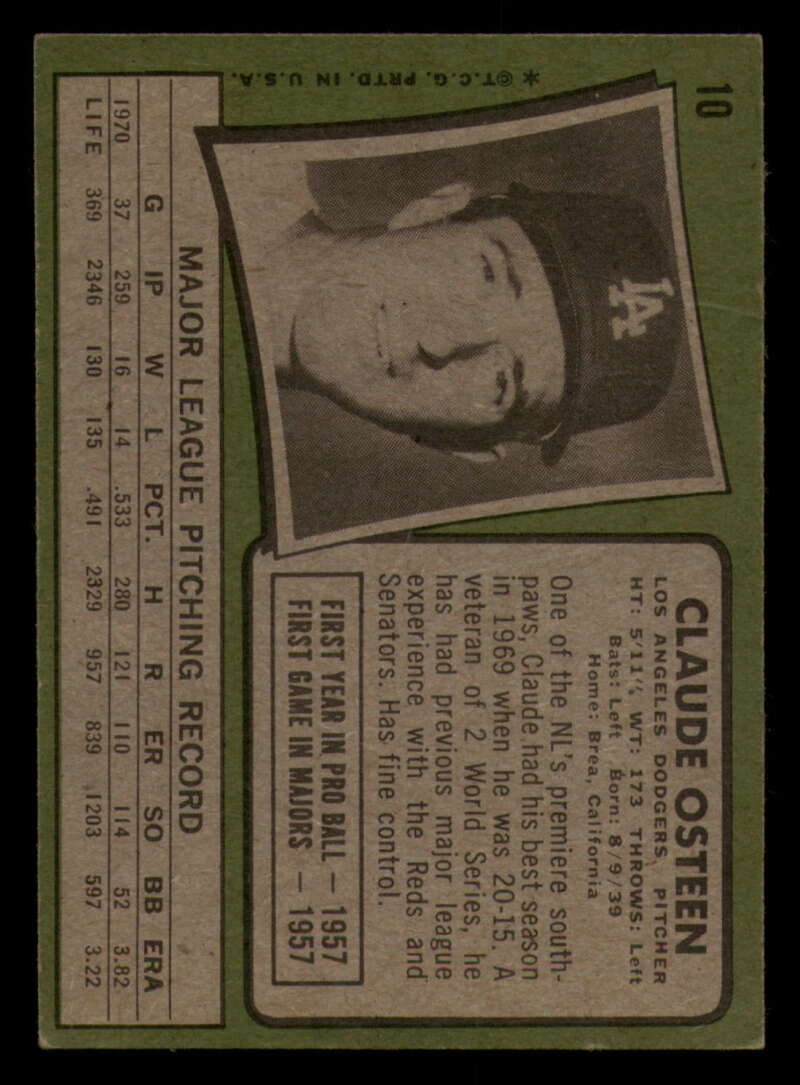 10
* © T.C.G. PRTD. IN U.S.A.
LA
CLAUDE OSTEEN
LOS ANGELES DODGERS, PITCHER
HT: 5'11", WT: 173 THROWS: Left
Bats: Left Born: 8/9/39
Home: Brea, California
One of the NL's premiere south-
paws, Claude had his best season
in 1969 when he was 20-15. A
veteran of 2 World Series, he
has had previous major league
experience with the Reds and
Senators. Has fine control.
FIRST YEAR IN PRO BALL — 1957
FIRST GAME IN MAJORS — 1957
MAJOR LEAGUE PITCHING RECORD
G IP W L PCT. H R ER SO BB ERA
1970 37 259 16 14 .533 280 121 110 114 52 3.82
LIFE 369 2346 130 135 .491 2329 957 839 1203 597 3.22